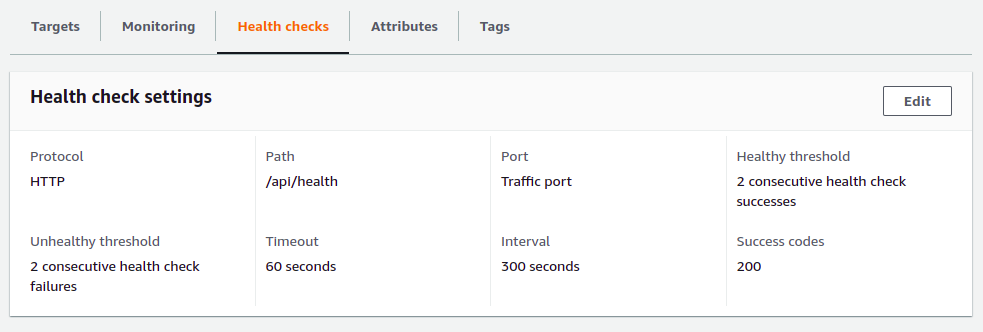 Targets
Monitoring
Health checks
Attributes
Tags
Health check settings
Edit
Protocol
HTTP
Path
/api/health
Port
Traffic port
Healthy threshold
2 consecutive health check
successes
Unhealthy threshold
2 consecutive health check
failures
Timeout
60 seconds
Interval
300 seconds
Success codes
200